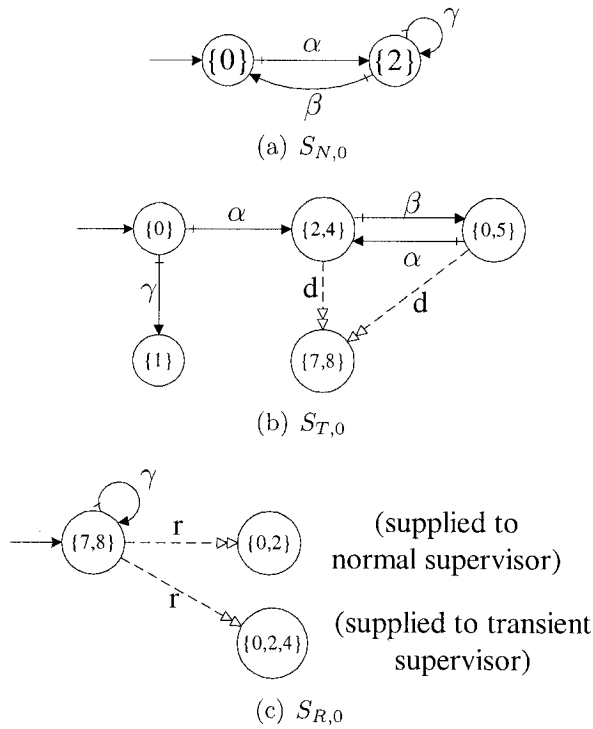 γ
{0} α {2}
β
(a) S_{N,0}
{0} α {2,4} β {0,5}
α
γ d d
{1} {7,8}
(b) S_{T,0}
γ
{7,8} r {0,2} (supplied to
normal supervisor)
r
{0,2,4} (supplied to transient
supervisor)
(c) S_{R,0}